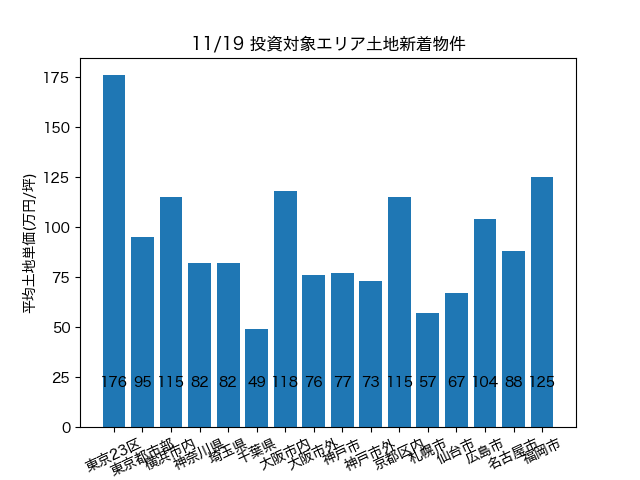 11/19 投資対象エリア土地新着物件
平均土地単価(万円/坪)
175
150
125
100
75
50
25
0
176 95 115 82 82 49 118 76 77 73 115 57 67 104 88 125
東京23区
東京都市部
横浜市内
神奈川県
埼玉県
千葉県
大阪市内
大阪市外
神戸市
神戸市外
京都区内
札幌市
仙台市
広島市
名古屋市
福岡市